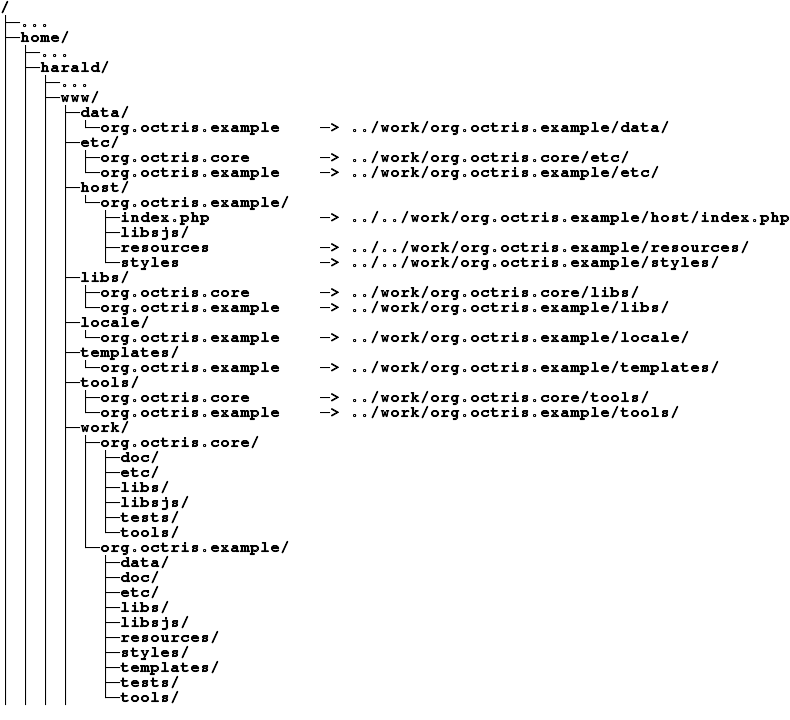 /
...
home/
...
harald/
...
www/
data/
org.octris.example —> ../work/org.octris.example/data/
etc/
org.octris.core —> ../work/org.octris.core/etc/
org.octris.example —> ../work/org.octris.example/etc/
host/
org.octris.example/
index.php —> ../../work/org.octris.example/host/index.php
libsjs/
resources —> ../../work/org.octris.example/resources/
styles —> ../../work/org.octris.example/styles/
libs/
org.octris.core —> ../work/org.octris.core/libs/
org.octris.example —> ../work/org.octris.example/libs/
locale/
org.octris.example —> ../work/org.octris.example/locale/
templates/
org.octris.example —> ../work/org.octris.example/templates/
tools/
org.octris.core —> ../work/org.octris.core/tools/
org.octris.example —> ../work/org.octris.example/tools/
work/
org.octris.core/
doc/
etc/
libs/
libsjs/
tests/
tools/
org.octris.example/
data/
doc/
etc/
libs/
libsjs/
resources/
styles/
templates/
tests/
tools/